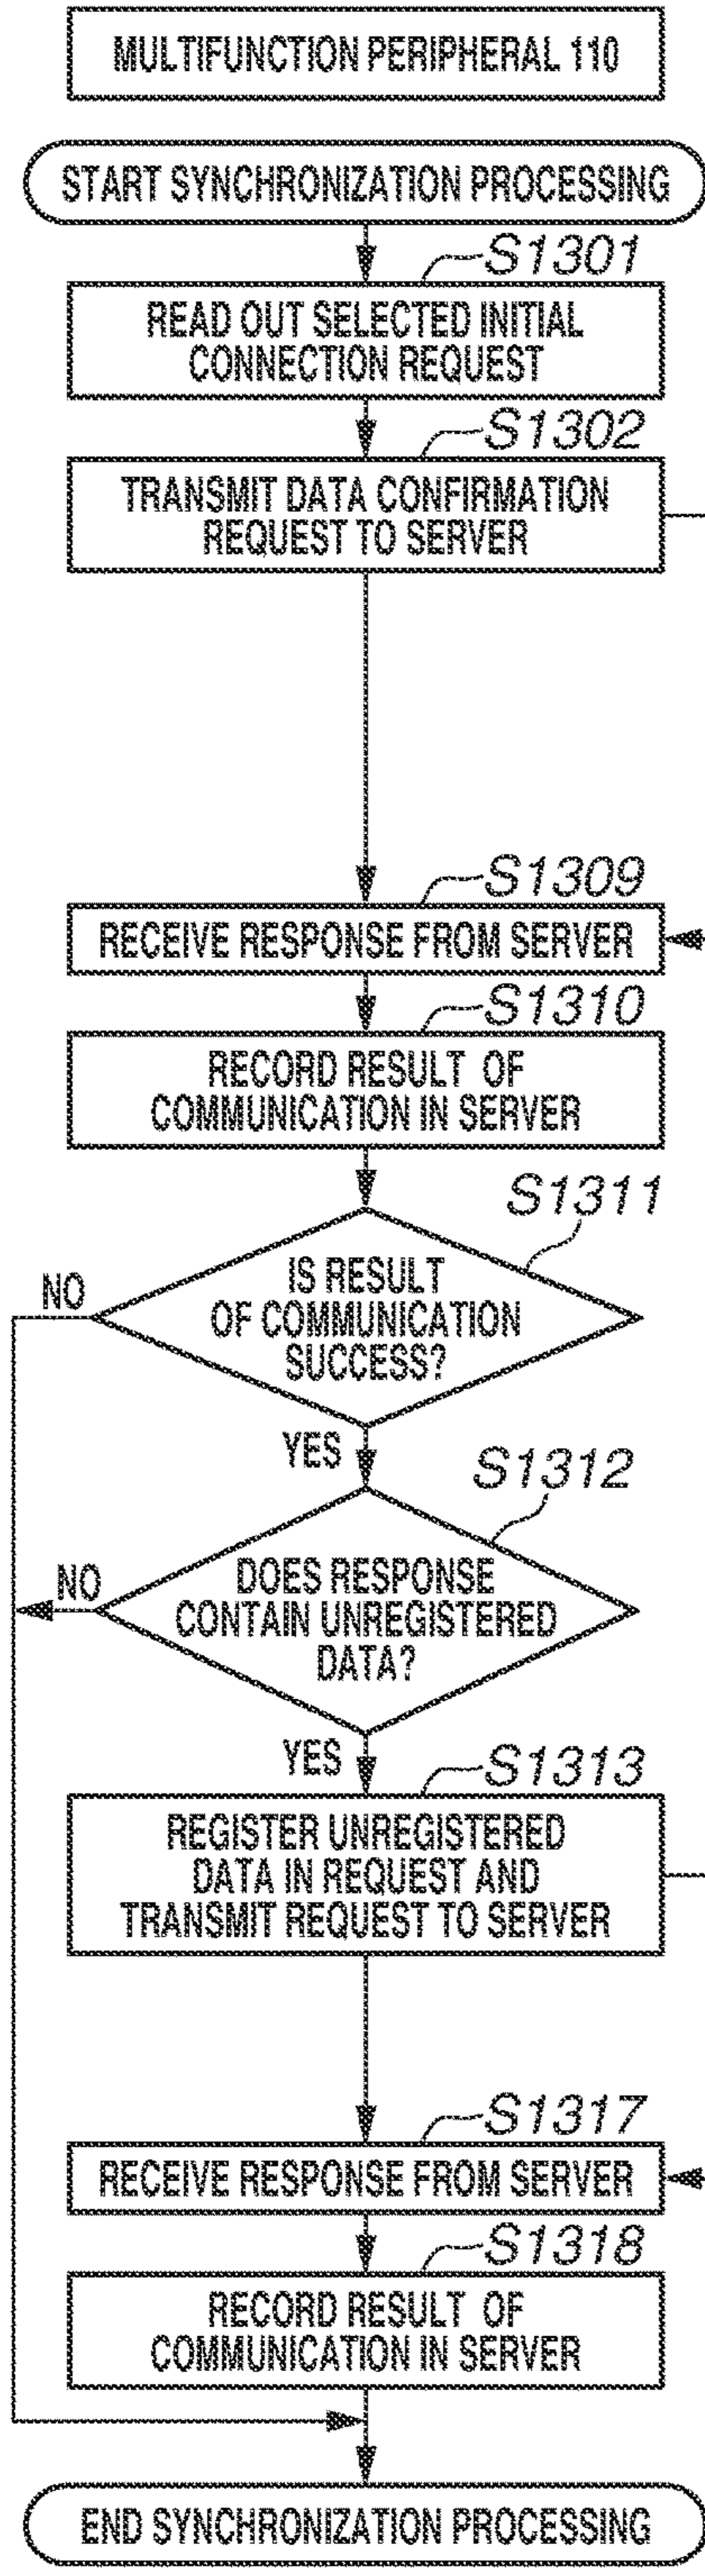 MULTIFUNCTION PERIPHERAL 110
START SYNCHRONIZATION PROCESSING
S1301
READ OUT SELECTED INITIAL
CONNECTION REQUEST
S1302
TRANSMIT DATA CONFIRMATION
REQUEST TO SERVER
S1309
RECEIVE RESPONSE FROM SERVER
S1310
RECORD RESULT OF
COMMUNICATION IN SERVER
S1311
IS RESULT
OF COMMUNICATION
SUCCESS?
NO
YES
S1312
DOES RESPONSE
CONTAIN UNREGISTERED
DATA?
NO
YES
S1313
REGISTER UNREGISTERED
DATA IN REQUEST AND
TRANSMIT REQUEST TO SERVER
S1317
RECEIVE RESPONSE FROM SERVER
S1318
RECORD RESULT OF
COMMUNICATION IN SERVER
END SYNCHRONIZATION PROCESSING